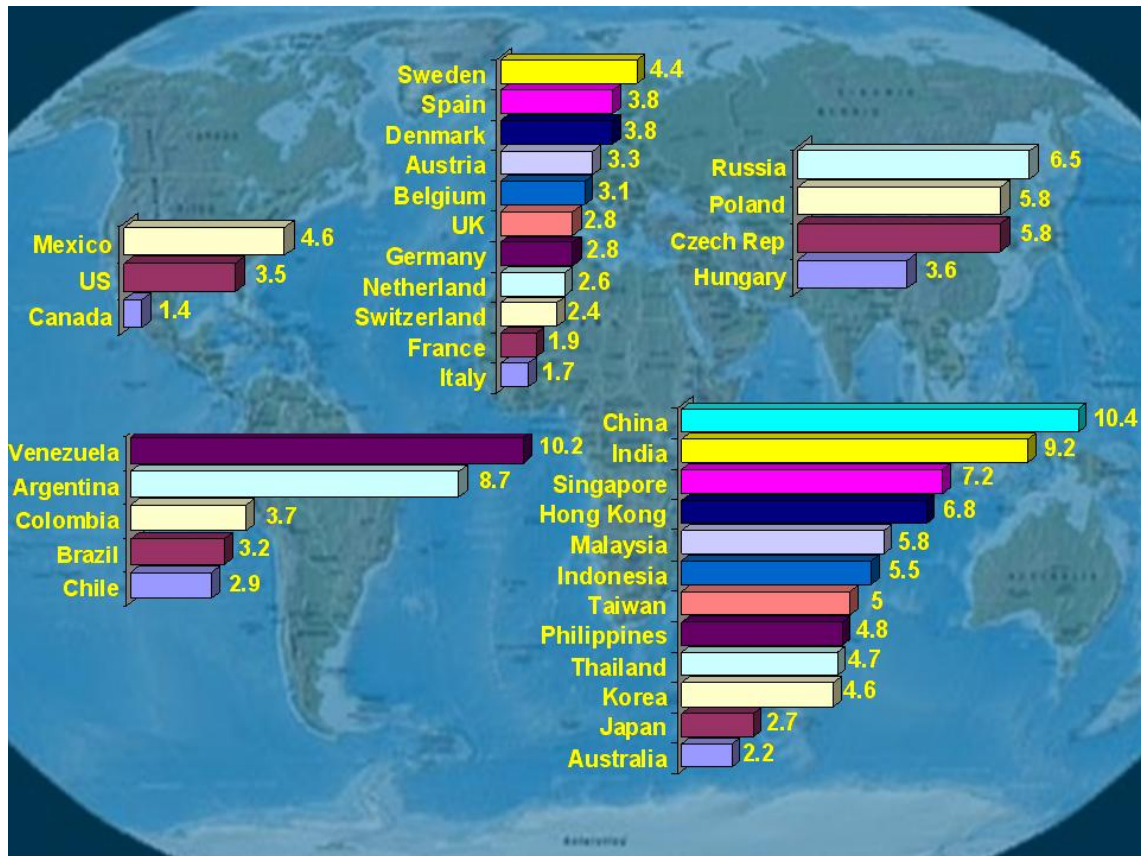 Sweden 4.4
Spain 3.8
Denmark 3.8
Austria 3.3
Belgium 3.1
UK 2.8
Germany 2.8
Netherland 2.6
Switzerland 2.4
France 1.9
Italy 1.7
Russia 6.5
Poland 5.8
Czech Rep 5.8
Hungary 3.6
Mexico 4.6
US 3.5
Canada 1.4
Venezuela 10.2
Argentina 8.7
Colombia 3.7
Brazil 3.2
Chile 2.9
China 10.4
India 9.2
Singapore 7.2
Hong Kong 6.8
Malaysia 5.8
Indonesia 5.5
Taiwan 5
Philippines 4.8
Thailand 4.7
Korea 4.6
Japan 2.7
Australia 2.2